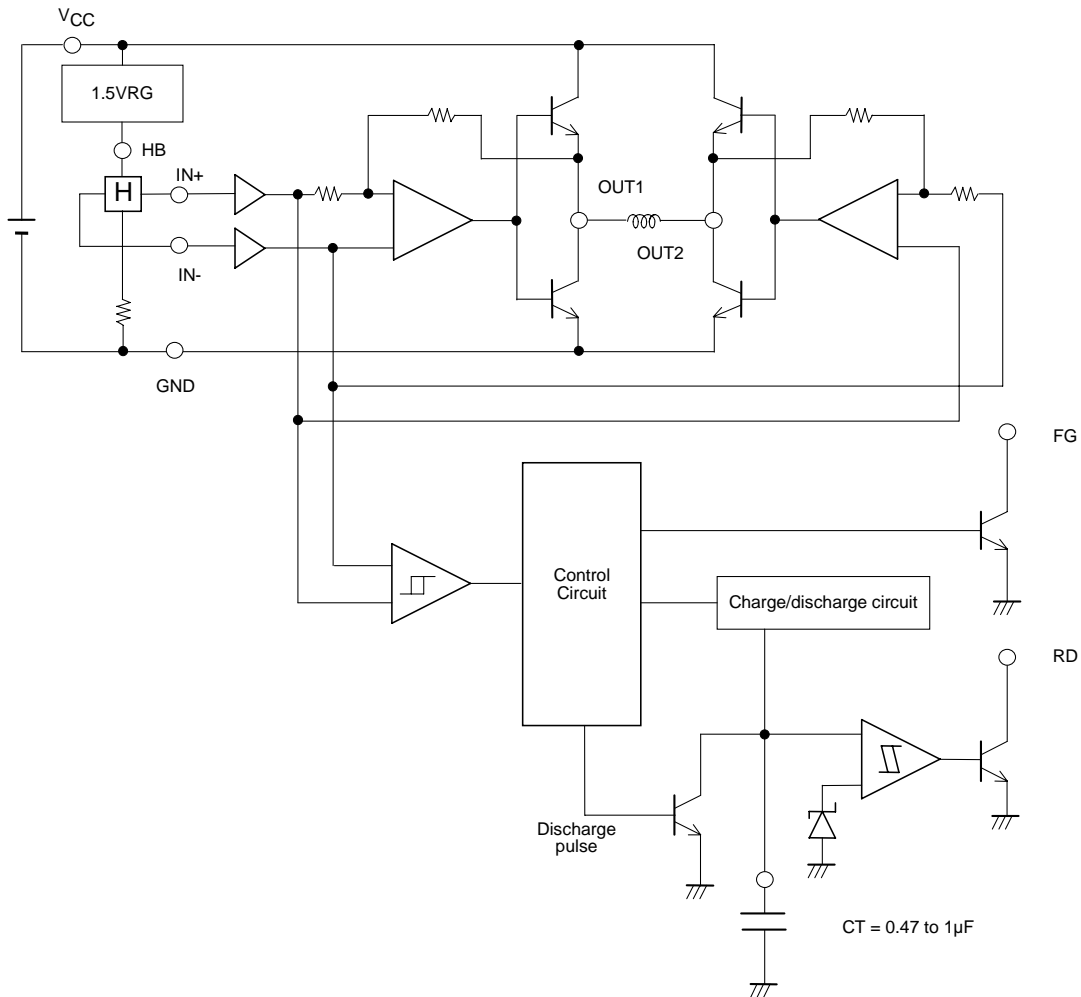 VCC
1.5VRG
HB
IN+
H
OUT1
OUT2
IN-
GND
FG
Control
Circuit
Charge/discharge circuit
RD
Discharge
pulse
CT = 0.47 to 1μF